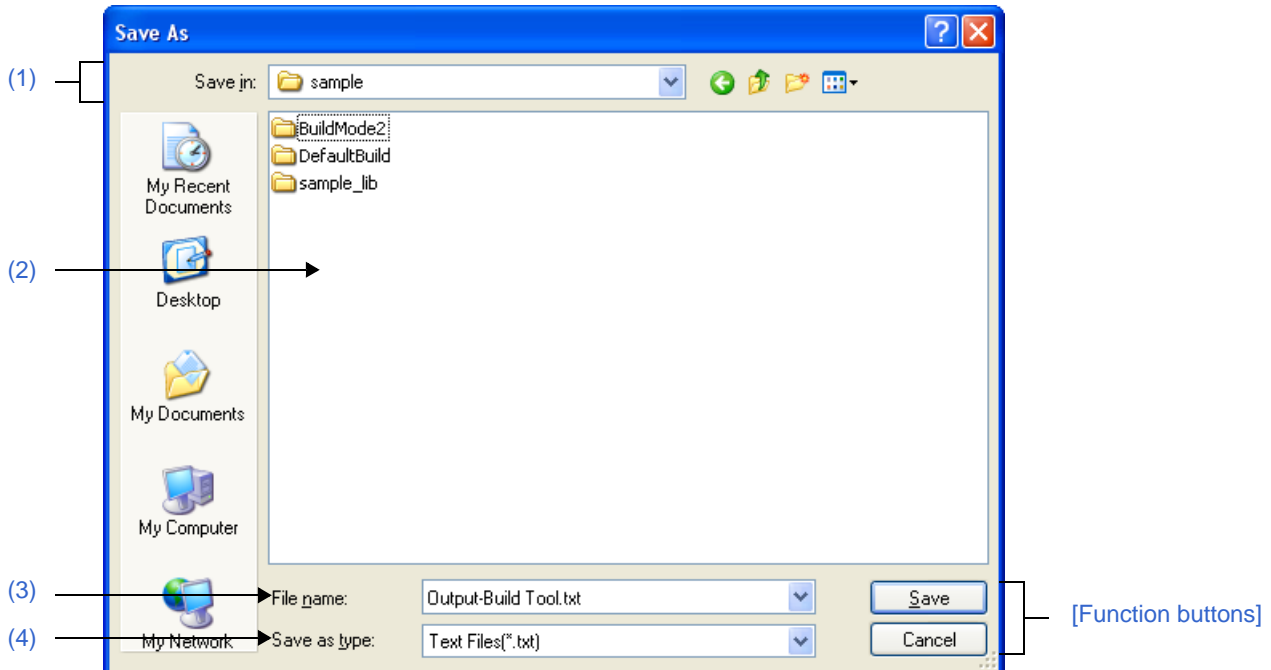 Save As
(1)
Save in:
sample
BuildMode2
DefaultBuild
sample_lib
My Recent
Documents
(2)
Desktop
My Documents
My Computer
(3)
File name:
Output-Build Tool.txt
Save
[Function buttons]
(4)
My Network
Save as type:
Text Files(*.txt)
Cancel